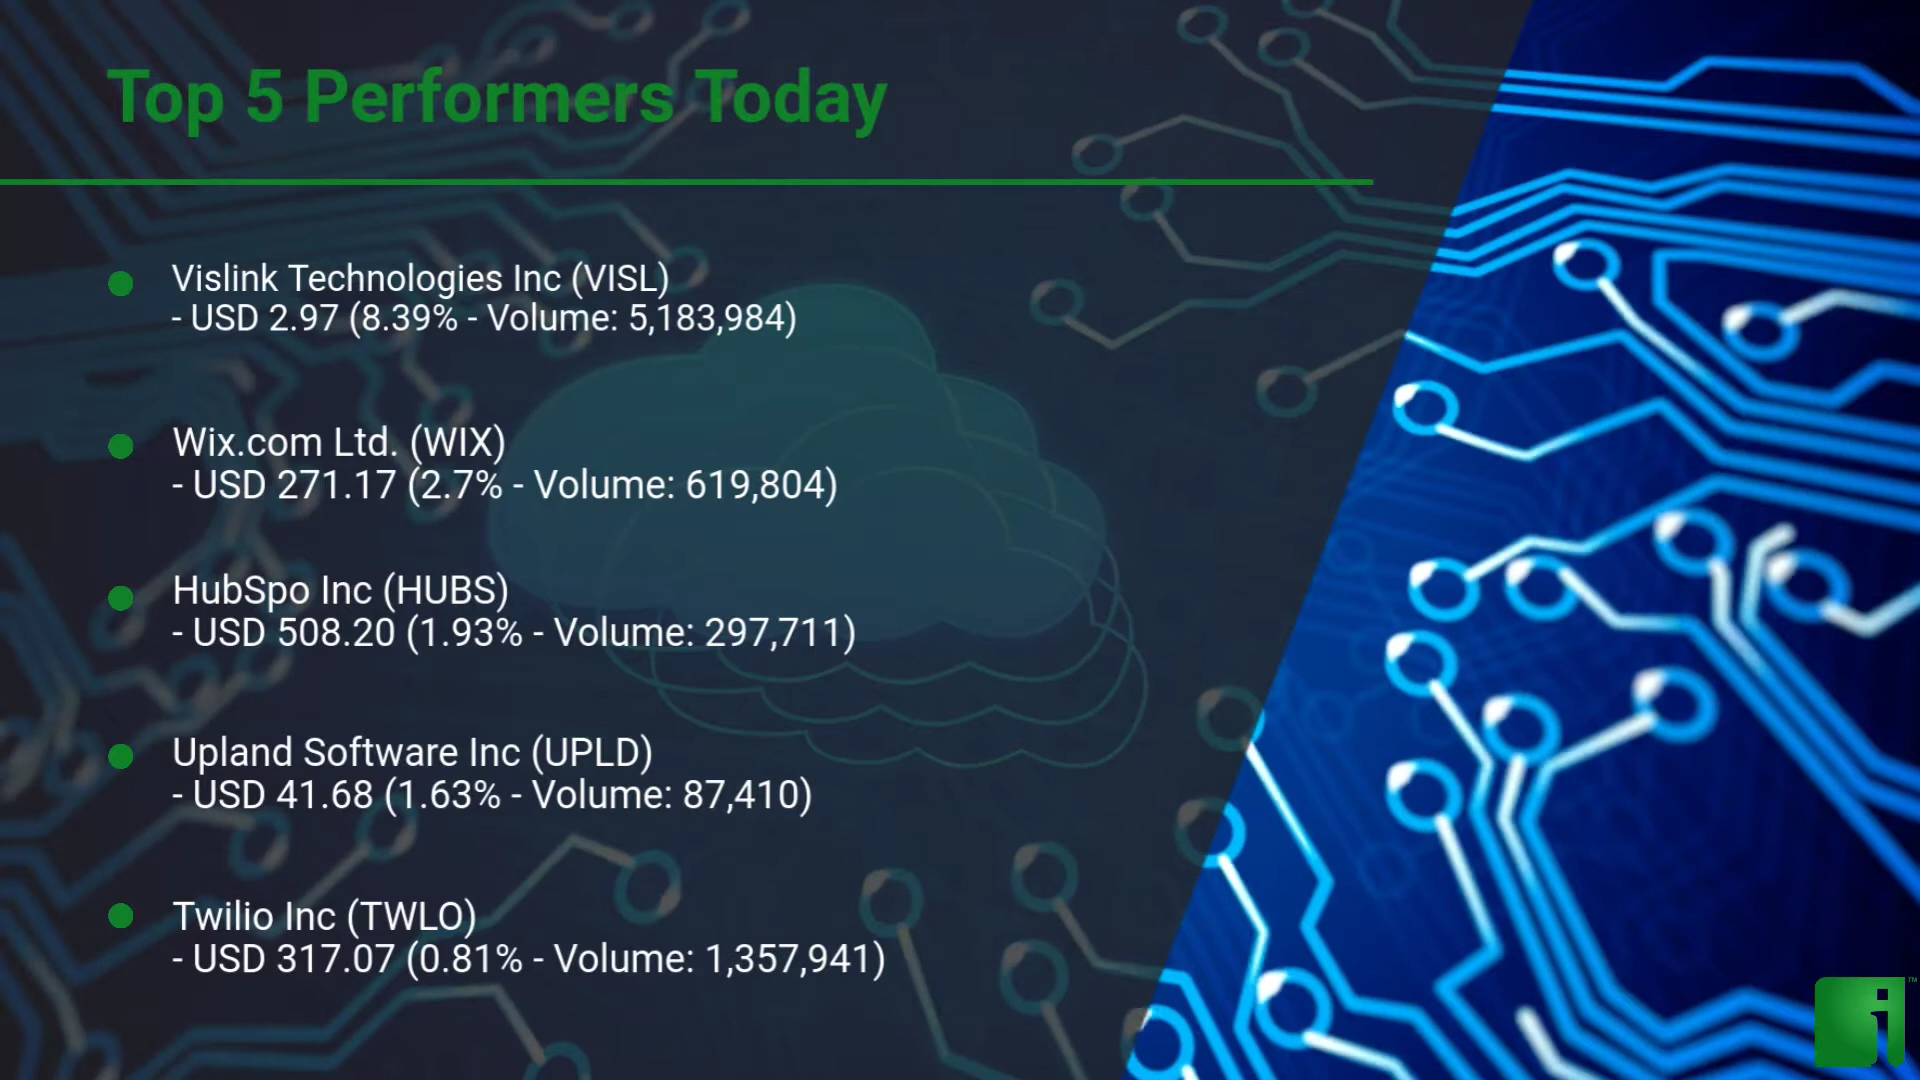 Top 5 Performers Today
Vislink Technologies Inc (VISL)
- USD 2.97 (8.39% - Volume: 5,183,984)
Wix.com Ltd. (WIX)
- USD 271.17 (2.7% - Volume: 619,804)
HubSpo Inc (HUBS)
- USD 508.20 (1.93% - Volume: 297,711)
Upland Software Inc (UPLD)
- USD 41.68 (1.63% - Volume: 87,410)
Twilio Inc (TWLO)
- USD 317.07 (0.81% - Volume: 1,357,941)
i ™